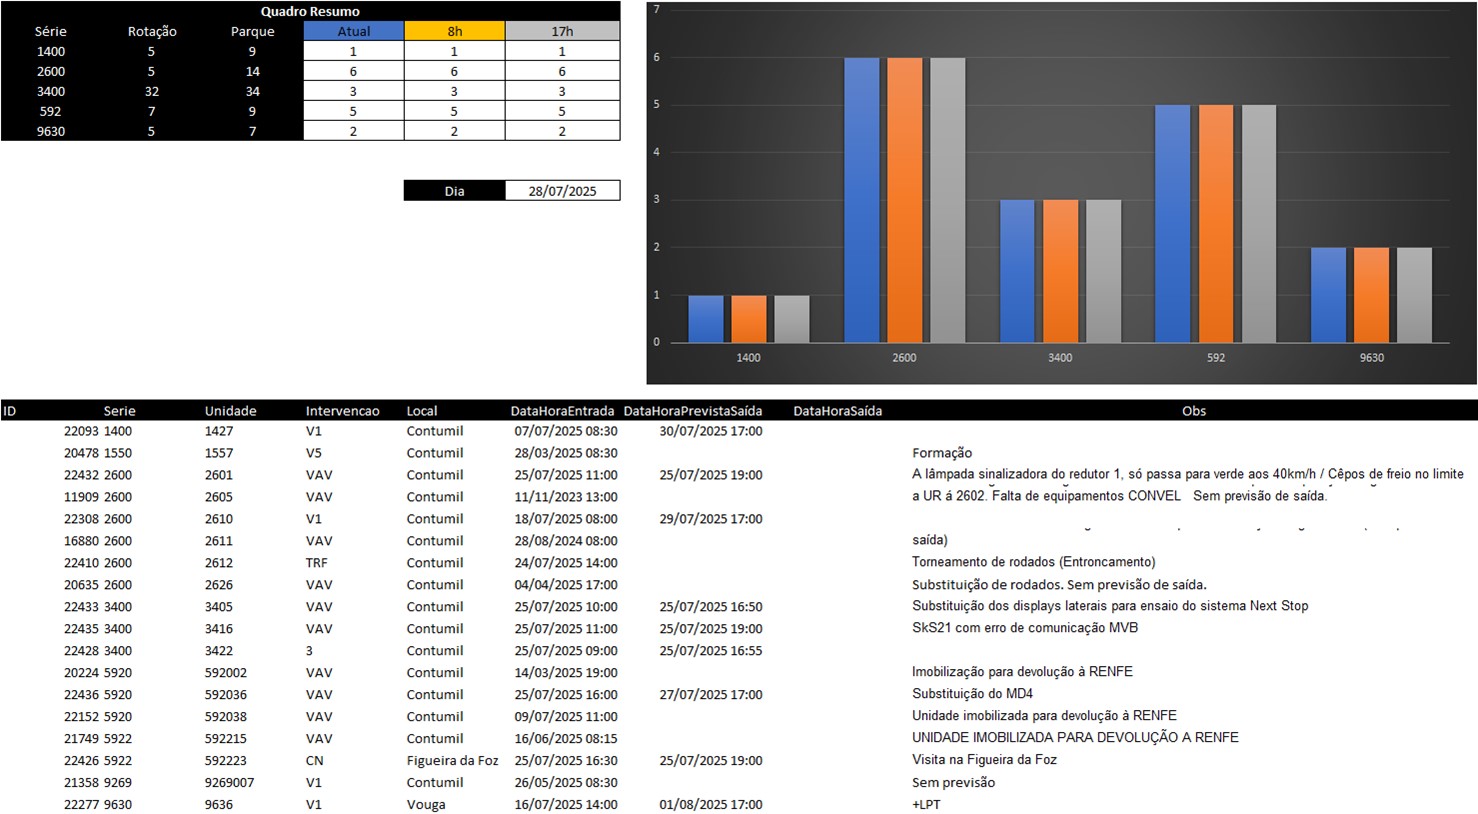 Quadro Resumo
Série Rotação Parque Atual 8h 17h
1400 5 9 1 1 1
2600 5 14 6 6 6
3400 32 34 3 3 3
592 7 9 5 5 5
9630 5 7 2 2 2
Dia 28/07/2025
7
6
5
4
3
2
1
0
1400 2600 3400 592 9630
ID Serie Unidade Intervencao Local DataHoraEntrada DataHoraPrevistaSaída DataHoraSaída Obs
22093 1400 1427 V1 Contumil 07/07/2025 08:30 30/07/2025 17:00
20478 1550 1557 V5 Contumil 28/03/2025 08:30 Formação
22432 2600 2601 VAV Contumil 25/07/2025 11:00 25/07/2025 19:00 A lâmpada sinalizadora do redutor 1, só passa para verde aos 40km/h / Cêpos de freio no limite
11909 2600 2605 VAV Contumil 11/11/2023 13:00 a UR á 2602. Falta de equipamentos CONVEL Sem previsão de saída.
22308 2600 2610 V1 Contumil 18/07/2025 08:00 29/07/2025 17:00
16880 2600 2611 VAV Contumil 28/08/2024 08:00 saída)
22410 2600 2612 TRF Contumil 24/07/2025 14:00 Torneamento de rodados (Entroncamento)
20635 2600 2626 VAV Contumil 04/04/2025 17:00 Substituição de rodados. Sem previsão de saída.
22433 3400 3405 VAV Contumil 25/07/2025 10:00 25/07/2025 16:50 Substituição dos displays laterais para ensaio do sistema Next Stop
22435 3400 3416 VAV Contumil 25/07/2025 11:00 25/07/2025 19:00 SkS21 com erro de comunicação MVB
22428 3400 3422 3 Contumil 25/07/2025 09:00 25/07/2025 16:55
20224 5920 592002 VAV Contumil 14/03/2025 19:00 Imobilização para devolução à RENFE
22436 5920 592036 VAV Contumil 25/07/2025 16:00 27/07/2025 17:00 Substituição do MD4
22152 5920 592038 VAV Contumil 09/07/2025 11:00 Unidade imobilizada para devolução à RENFE
21749 5922 592215 VAV Contumil 16/06/2025 08:15 UNIDADE IMOBILIZADA PARA DEVOLUÇÃO A RENFE
22426 5922 592223 CN Figueira da Foz 25/07/2025 16:30 25/07/2025 19:00 Visita na Figueira da Foz
21358 9269 9269007 V1 Contumil 26/05/2025 08:30 Sem previsão
22277 9630 9636 V1 Vouga 16/07/2025 14:00 01/08/2025 17:00 +LPT